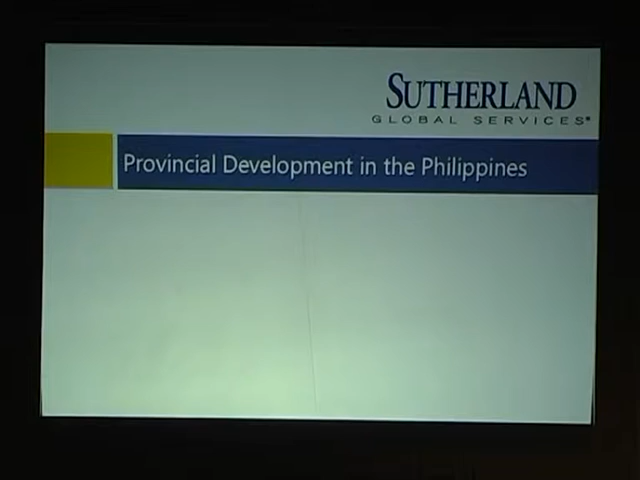 SUTHERLAND
GLOBAL SERVICES®
Provincial Development in the Philippines